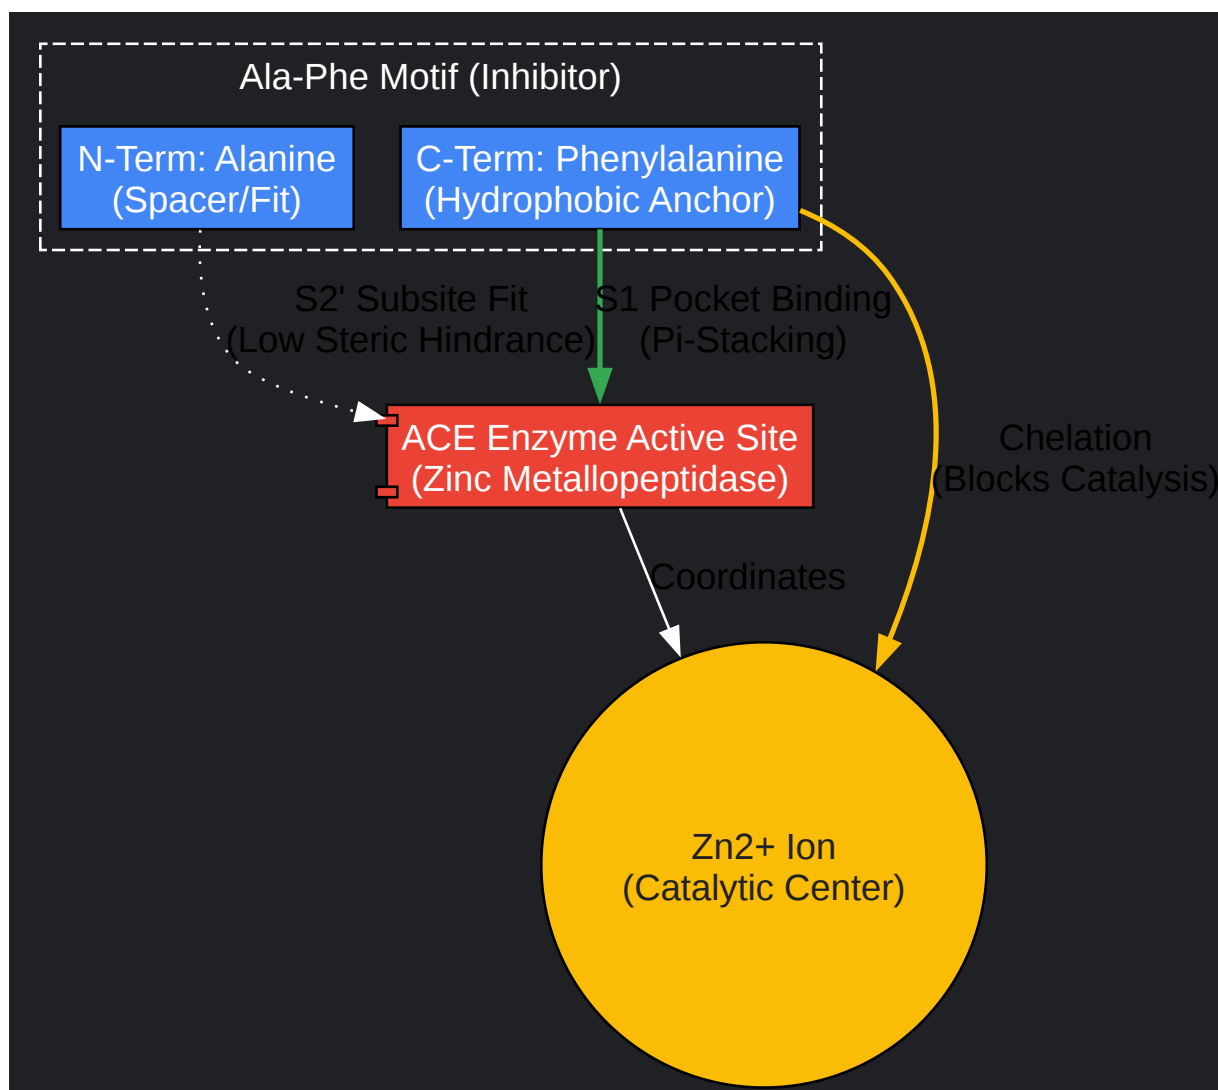 Ala-Phe Motif (Inhibitor)
N-Term: Alanine
(Spacer/Fit)
C-Term: Phenylalanine
(Hydrophobic Anchor)
S2' Subsite Fit
(Low Steric Hindrance)
S1 Pocket Binding
(Pi-Stacking)
ACE Enzyme Active Site
(Zinc Metallopeptidase)
Chelation
(Blocks Catalysis)
Coordinates
Zn2+ Ion
(Catalytic Center)